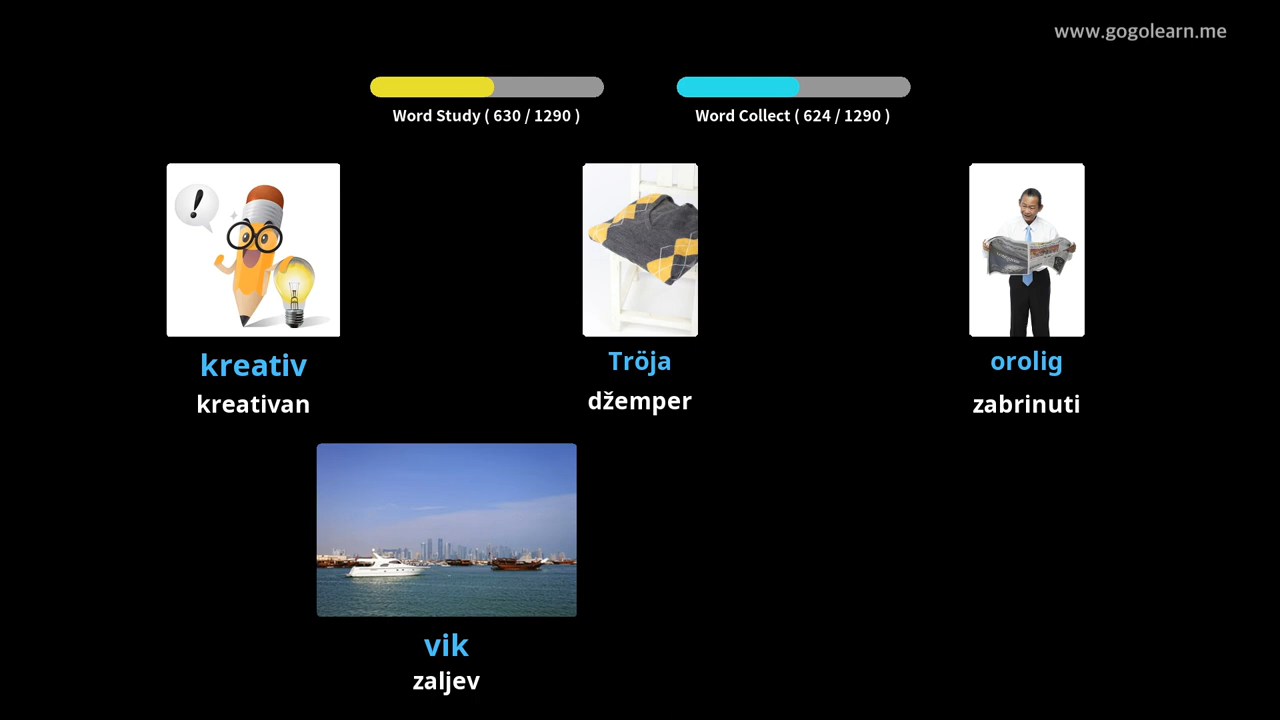 www.gogolearn.me
Word Study ( 630 / 1290 )
Word Collect ( 624 / 1290 )
kreativ
kreativan
Tröja
džemper
orolig
zabrinuti
vik
zaljev